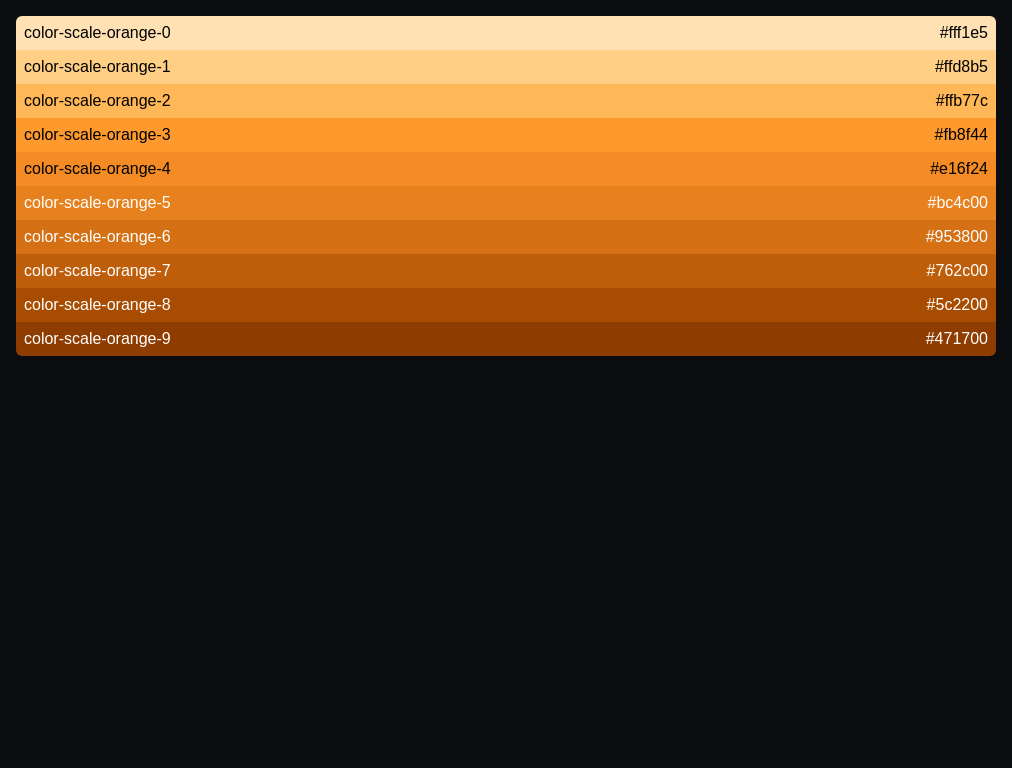 color-scale-orange-0 #fff1e5
color-scale-orange-1 #ffd8b5
color-scale-orange-2 #ffb77c
color-scale-orange-3 #fb8f44
color-scale-orange-4 #e16f24
color-scale-orange-5 #bc4c00
color-scale-orange-6 #953800
color-scale-orange-7 #762c00
color-scale-orange-8 #5c2200
color-scale-orange-9 #471700